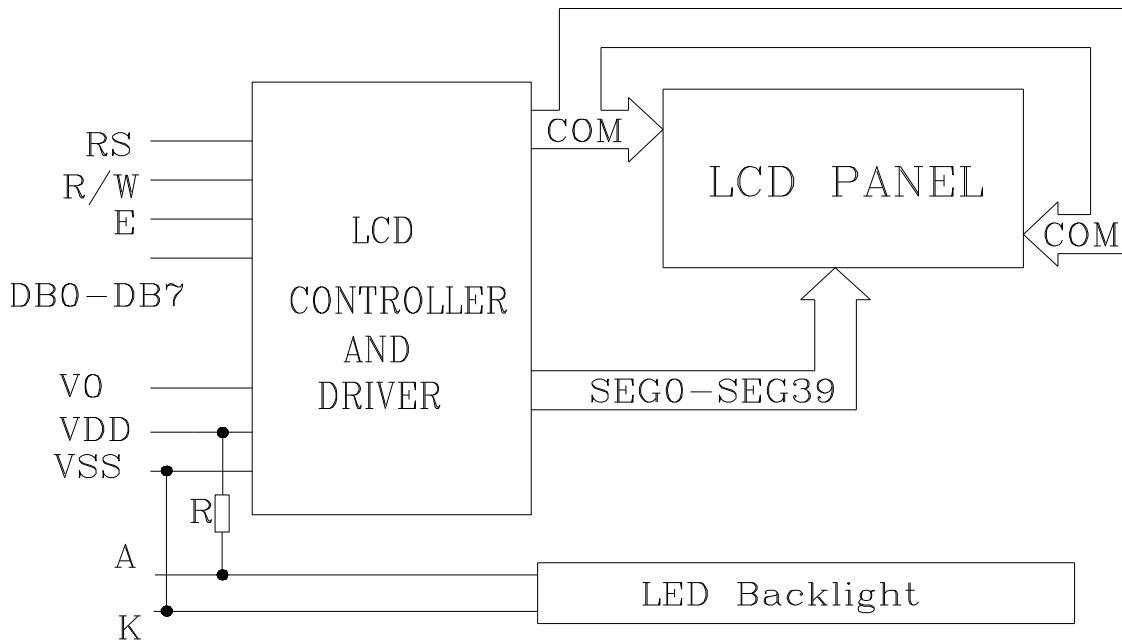 RS
R/W
E
DB0-DB7
V0
VDD
VSS
R
A
K
LCD
CONTROLLER
AND
DRIVER
COM
LCD PANEL
COM
SEG0-SEG39
LED Backlight